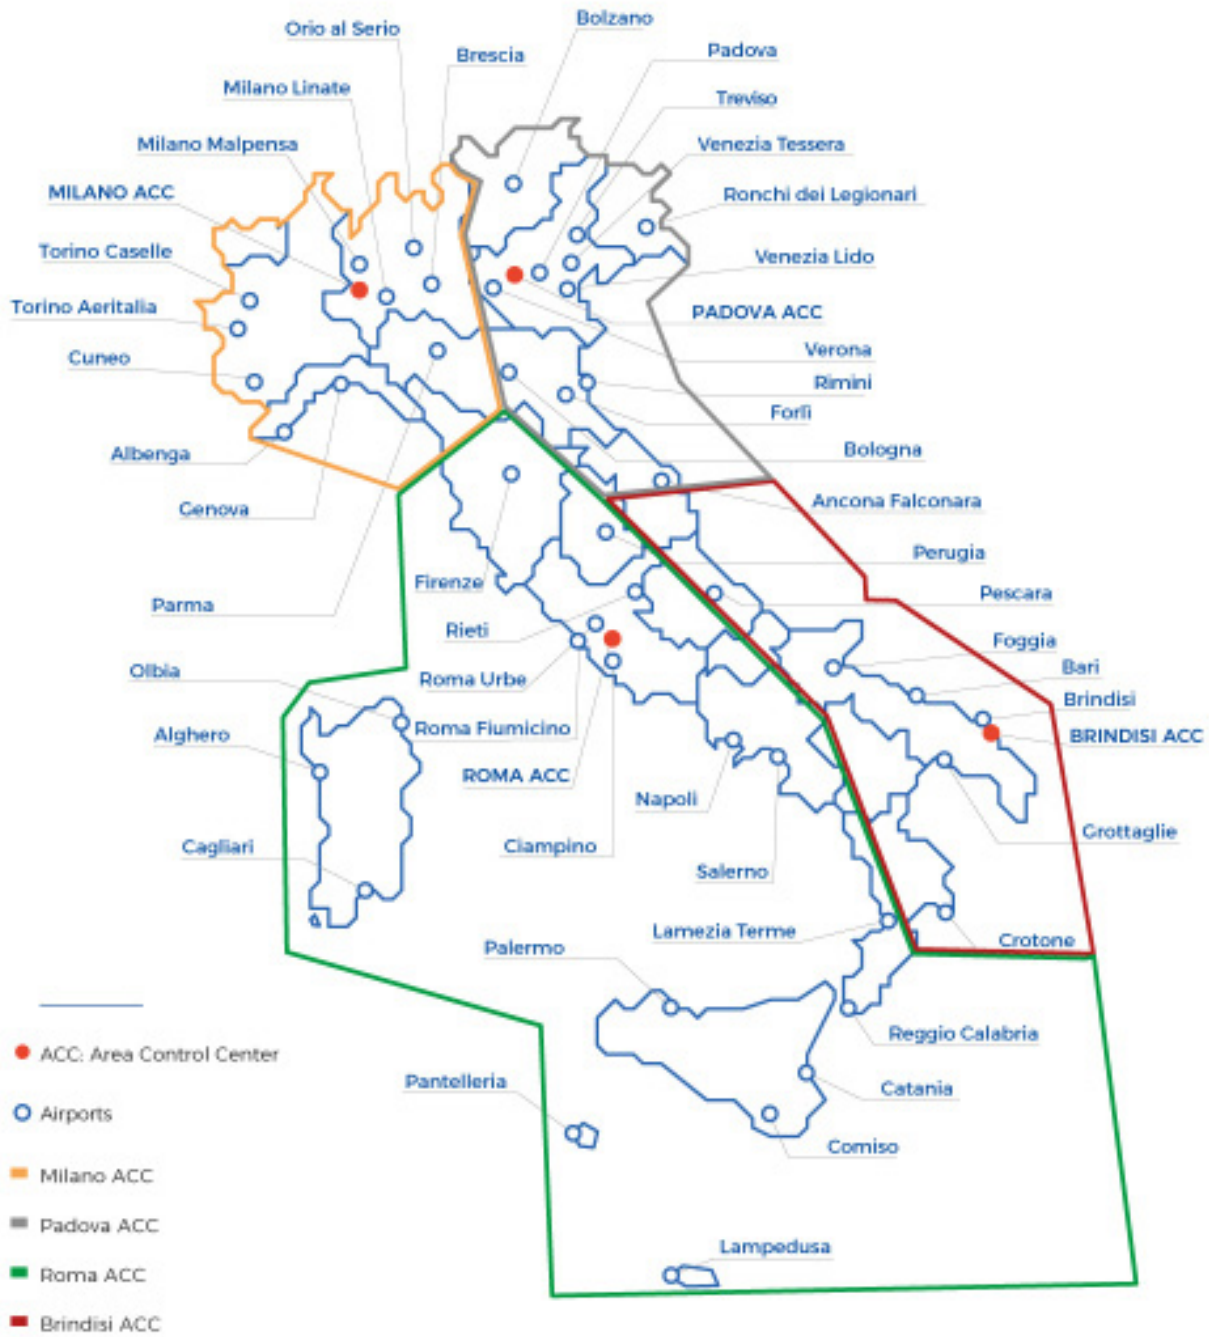 Bolzano
Orio al Serio
Padova
Brescia
Milano Linate
Treviso
Milano Malpensa
Venezia Tessera
MILANO ACC
Ronchi dei Legionari
Torino Caselle
Venezia Lido
Torino Aeritalia
PADOVA ACC
Cuneo
Verona
Rimini
Forlì
Albenga
Bologna
Genova
Ancona Falconara
Perugia
Firenze
Pescara
Parma
Rieti
Foggia
Olbia
Roma Urbe
Bari
Brindisi
Alghero
Roma Fiumicino
BRINDISI ACC
ROMA ACC
Napoli
Grottaglie
Cagliari
Ciampino
Salerno
Lamezia Terme
Crotone
Palermo
Reggio Calabria
ACC: Area Control Center
Pantelleria
Catania
Airports
Comiso
Milano ACC
Padova ACC
Lampedusa
Roma ACC
Brindisi ACC